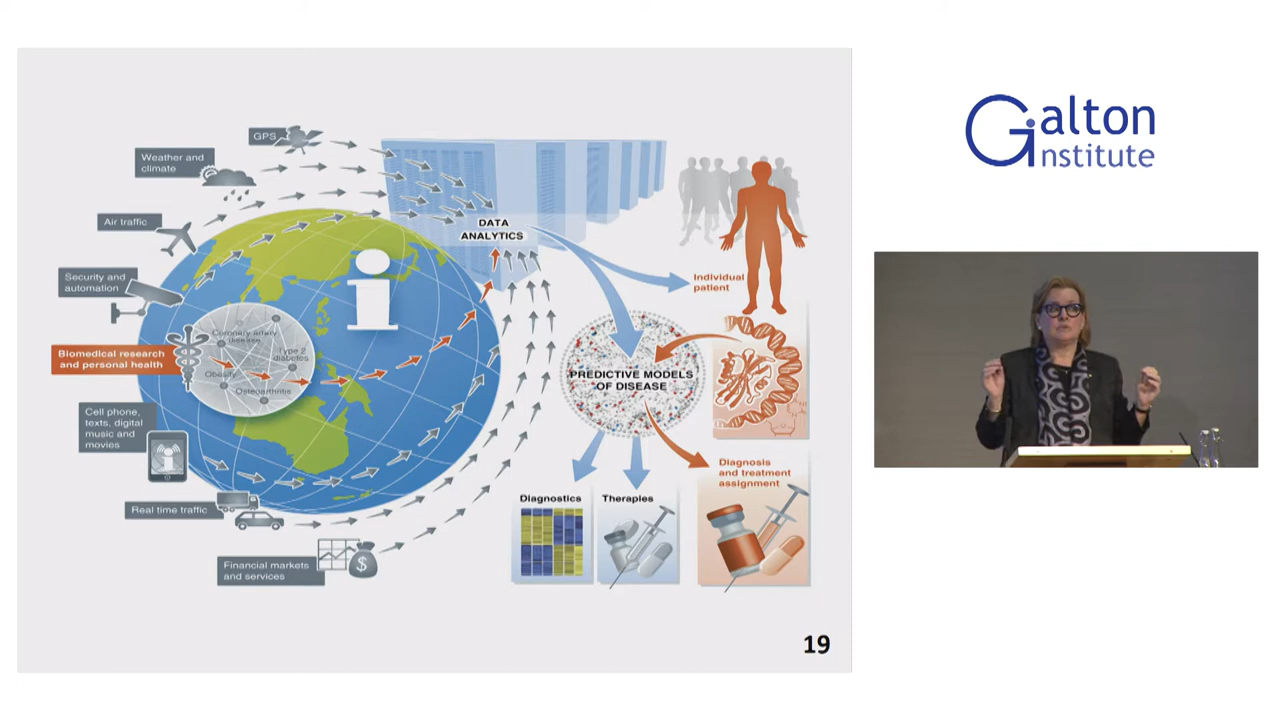 GPS
Weather and
climate
Air traffic
Security and
automation
Biomedical research
and personal health
Cell phone,
texts, digital
music and
movies
Real time traffic
Financial markets
and services
Coronary artery
disease
Type 2
diabetes
Obesity
Osteoarthritis
i
DATA
ANALYTICS
Individual
patient
PREDICTIVE MODELS
OF DISEASE
Diagnosis
and treatment
assignment
Diagnostics
Therapies
$
19
Galton
Institute